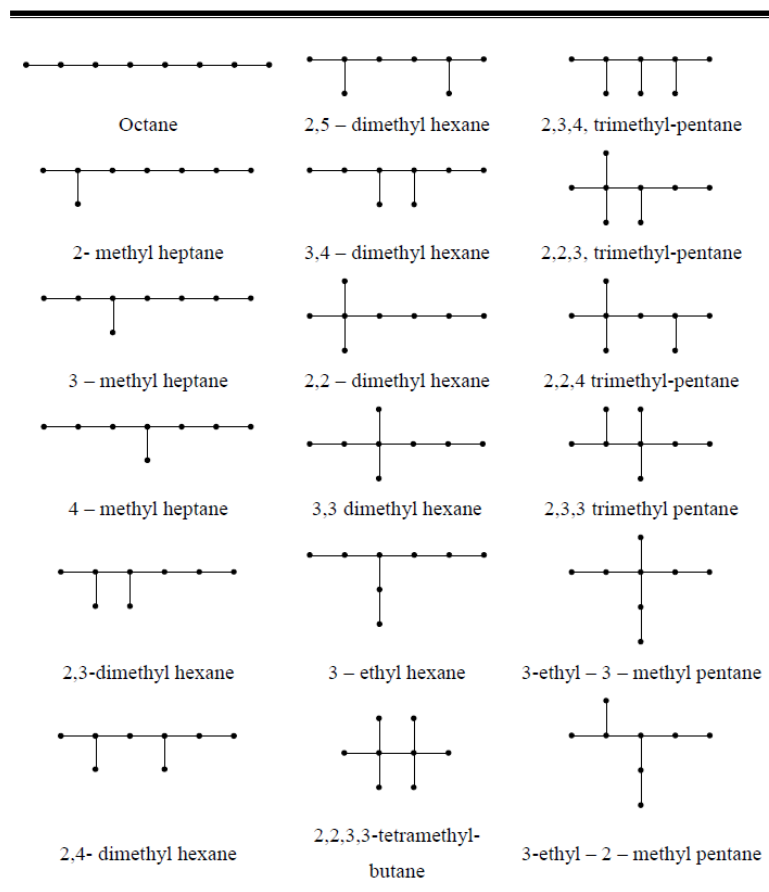 Octane
2,5 – dimethyl hexane
2,3,4, trimethyl-pentane
2- methyl heptane
3,4 – dimethyl hexane
2,2,3, trimethyl-pentane
3 – methyl heptane
2,2 – dimethyl hexane
2,2,4 trimethyl-pentane
4 – methyl heptane
3,3 dimethyl hexane
2,3,3 trimethyl pentane
2,3-dimethyl hexane
3 – ethyl hexane
3-ethyl – 3 – methyl pentane
2,4- dimethyl hexane
2,2,3,3-tetramethyl-
butane
3-ethyl – 2 – methyl pentane